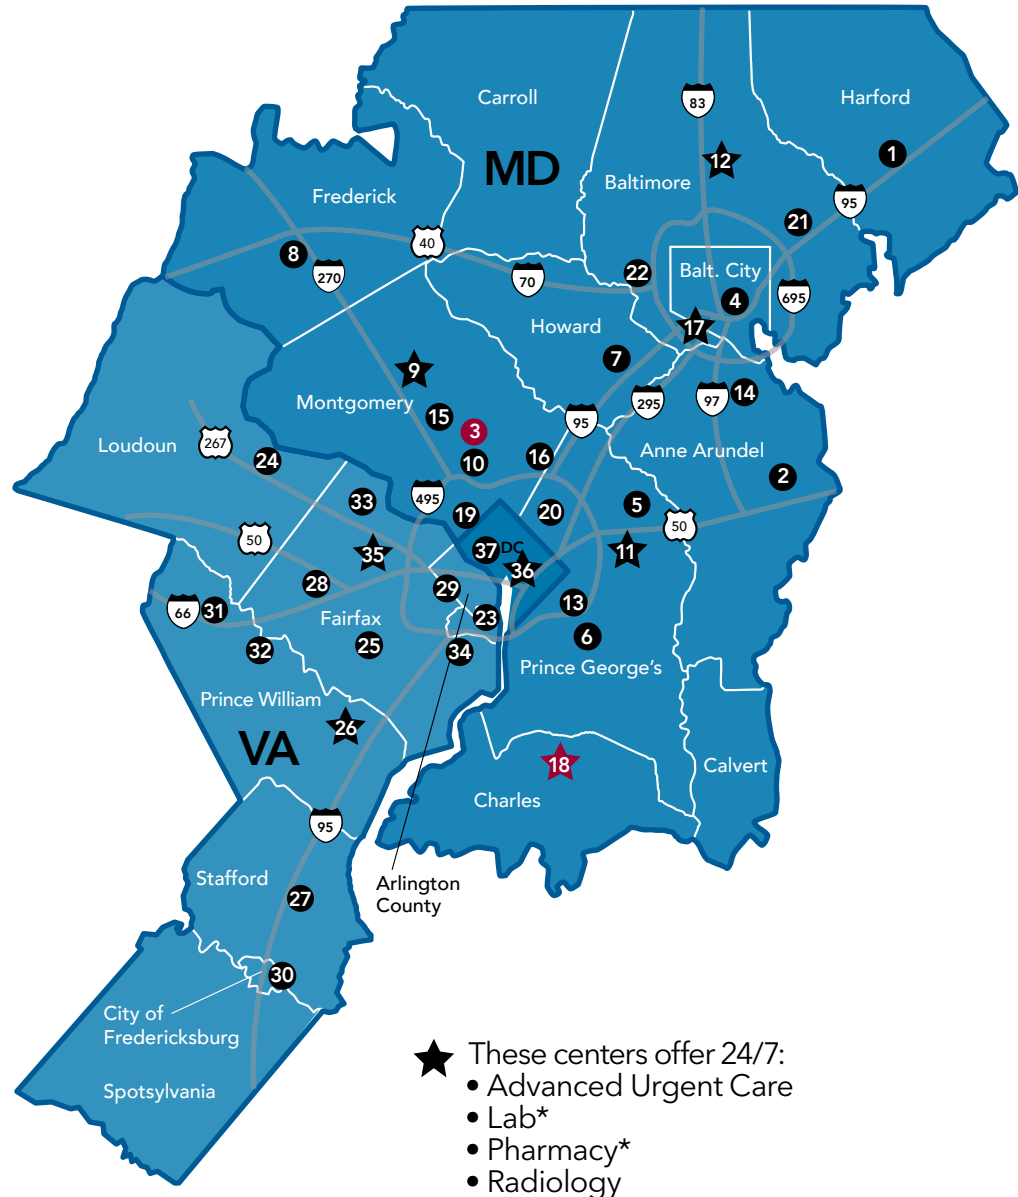 Carroll
Harford
83
1
MD
12
Baltimore
Frederick
95
21
40
8
270
70
22
Balt. City
695
4
17
Howard
7
9
Montgomery
295
97
14
15
3
95
Loudoun
267
24
10
16
Anne Arundel
2
33
495
19
20
5
50
50
35
37
DC
36
11
28
29
13
66
31
Fairfax
23
6
32
25
34
Prince George's
Prince William
26
VA
18
Calvert
Charles
95
Stafford
27
Arlington
County
30
City of
Fredericksburg
Spotsylvania
These centers offer 24/7:
• Advanced Urgent Care
• Lab*
• Pharmacy*
• Radiology